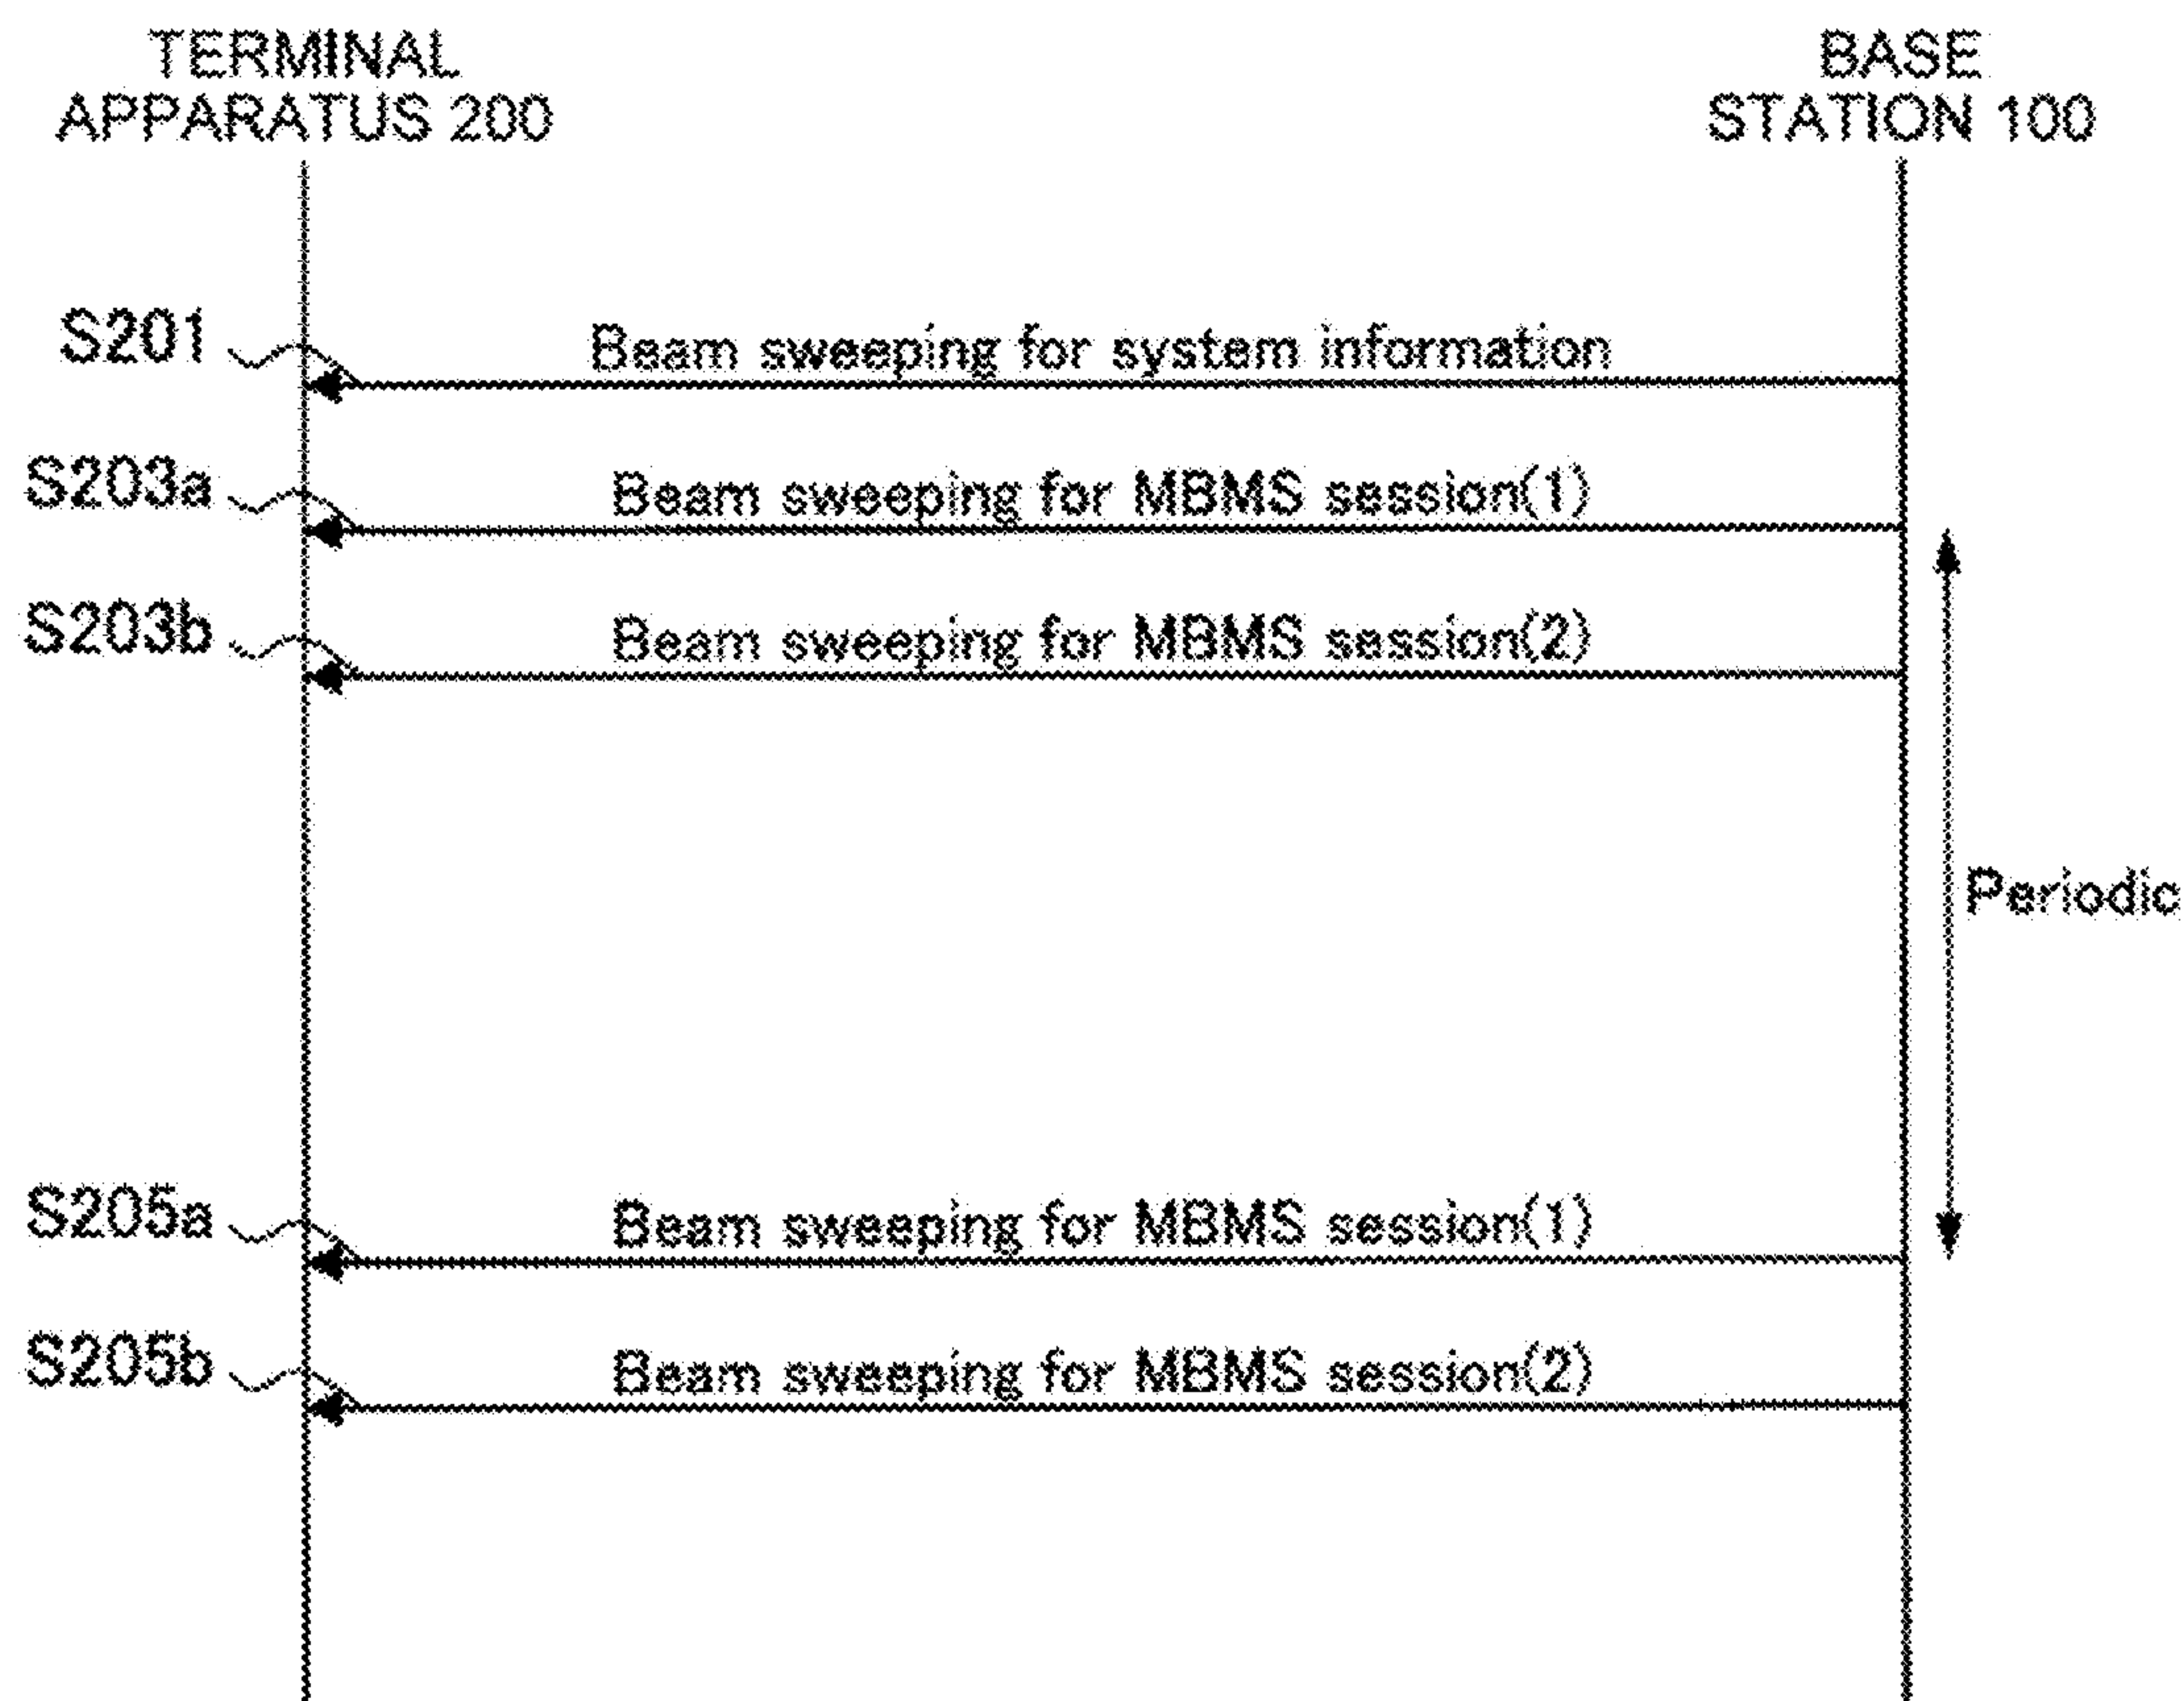 TERMINAL
APPARATUS 200
BASE
STATION 100
S201
Beam sweeping for system information
S203a
Beam sweeping for MBMS session(1)
S203b
Beam sweeping for MBMS session(2)
Periodic
S205a
Beam sweeping for MBMS session(1)
S205b
Beam sweeping for MBMS session(2)